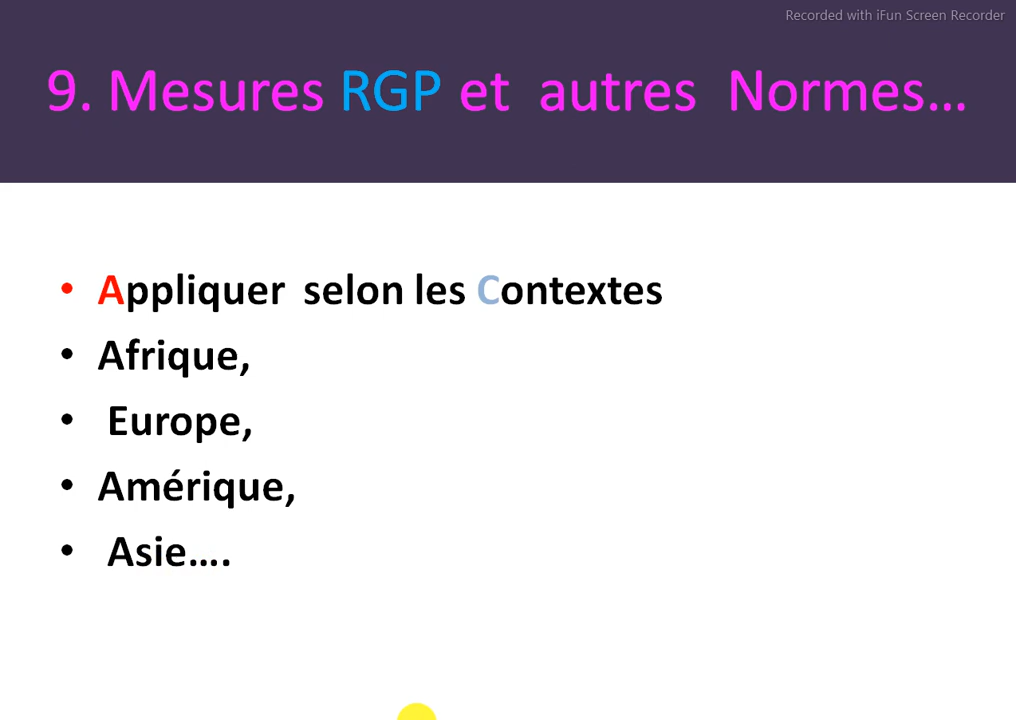 Recorded with iFun Screen Recorder
9. Mesures RGP et autres Normes...
• Appliquer selon les Contextes
• Afrique,
• Europe,
• Amérique,
• Asie....